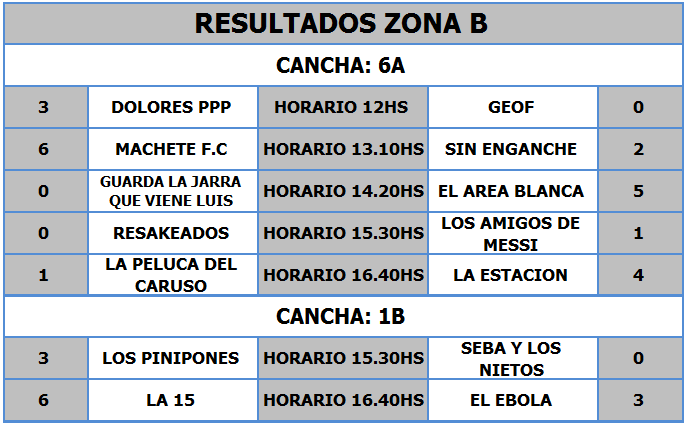 RESULTADOS ZONA B
CANCHA: 6A
3 DOLORES PPP HORARIO 12HS GEOF 0
6 MACHETE F.C HORARIO 13.10HS SIN ENGANCHE 2
0 GUARDA LA JARRA QUE VIENE LUIS HORARIO 14.20HS EL AREA BLANCA 5
0 RESAKEADOS HORARIO 15.30HS LOS AMIGOS DE MESSI 1
1 LA PELUCA DEL CARUSO HORARIO 16.40HS LA ESTACION 4
CANCHA: 1B
3 LOS PINIPONES HORARIO 15.30HS SEBA Y LOS NIETOS 0
6 LA 15 HORARIO 16.40HS EL EBOLA 3